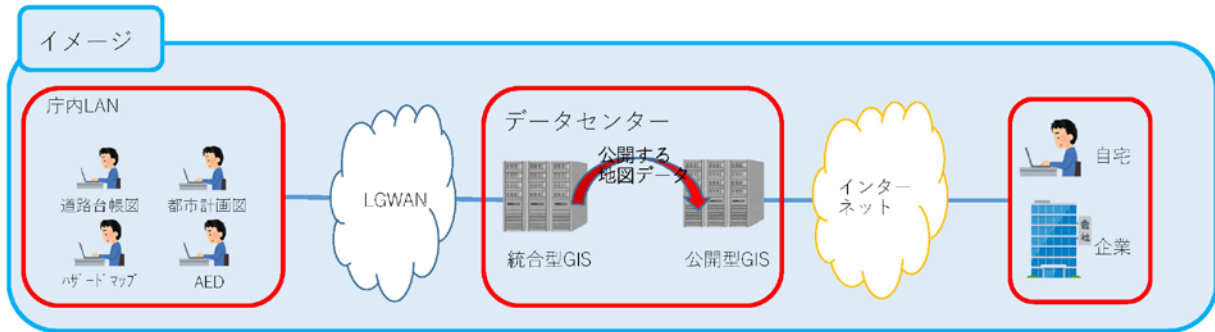 イメージ
庁内LAN
道路台帳図
都市計画図
ﾊｻﾞｰﾄﾞﾏｯﾌﾟ
AED
LGWAN
データセンター
公開する
地図データ
統合型GIS
公開型GIS
インター
ネット
自宅
会社
企業